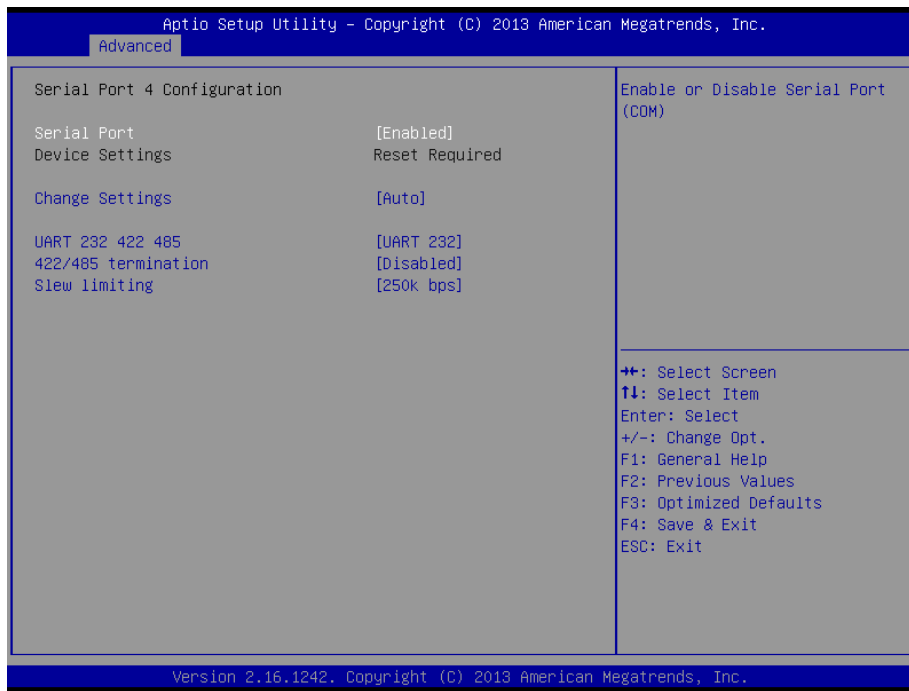 Aptio Setup Utility – Copyright (C) 2013 American Megatrends, Inc.
Advanced
Serial Port 4 Configuration
Serial Port [Enabled]
Device Settings Reset Required
Change Settings [Auto]
UART 232 422 485 [UART 232]
422/485 termination [Disabled]
Slew limiting [250k bps]
Enable or Disable Serial Port
(COM)
→←: Select Screen
↑↓: Select Item
Enter: Select
+/-: Change Opt.
F1: General Help
F2: Previous Values
F3: Optimized Defaults
F4: Save & Exit
ESC: Exit
Version 2.16.1242. Copyright (C) 2013 American Megatrends, Inc.